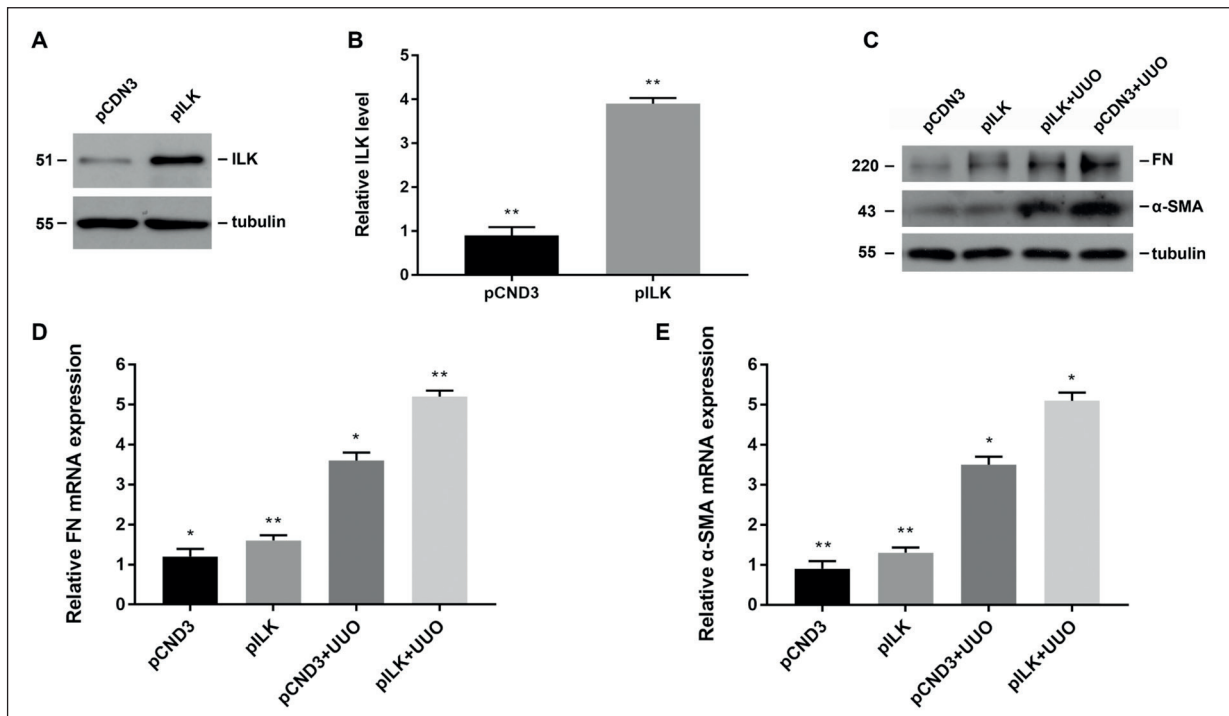 A
pCDN3
pILK
51
ILK
55
tubulin
B
Relative ILK level
5
4
3
2
1
0
**
**
pCND3
pILK
C
pCDN3
pILK
pILK+UUO
pCDN3+UUO
220
FN
43
α-SMA
55
tubulin
D
Relative FN mRNA expression
6
5
4
3
2
1
0
*
**
*
**
pCND3
pILK
pCND3+UUO
pILK+UUO
E
Relative α-SMA mRNA expression
6
5
4
3
2
1
0
**
**
*
*
pCND3
pILK
pCND3+UUO
pILK+UUO